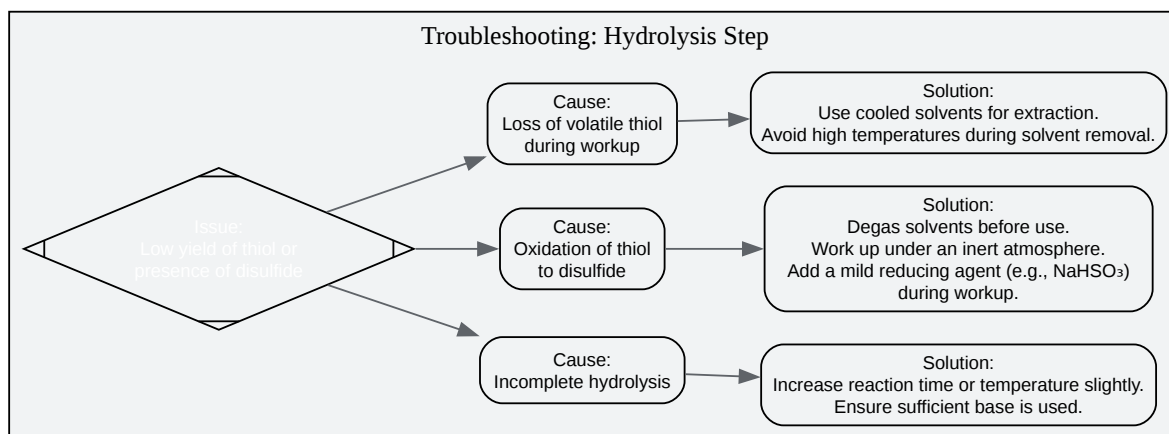 Troubleshooting: Hydrolysis Step
Issue:
Low yield of thiol or
presence of disulfide
Cause:
Loss of volatile thiol
during workup
Solution:
Use cooled solvents for extraction.
Avoid high temperatures during solvent removal.
Cause:
Oxidation of thiol
to disulfide
Solution:
Degas solvents before use.
Work up under an inert atmosphere.
Add a mild reducing agent (e.g., NaHSO₃)
during workup.
Cause:
Incomplete hydrolysis
Solution:
Increase reaction time or temperature slightly.
Ensure sufficient base is used.